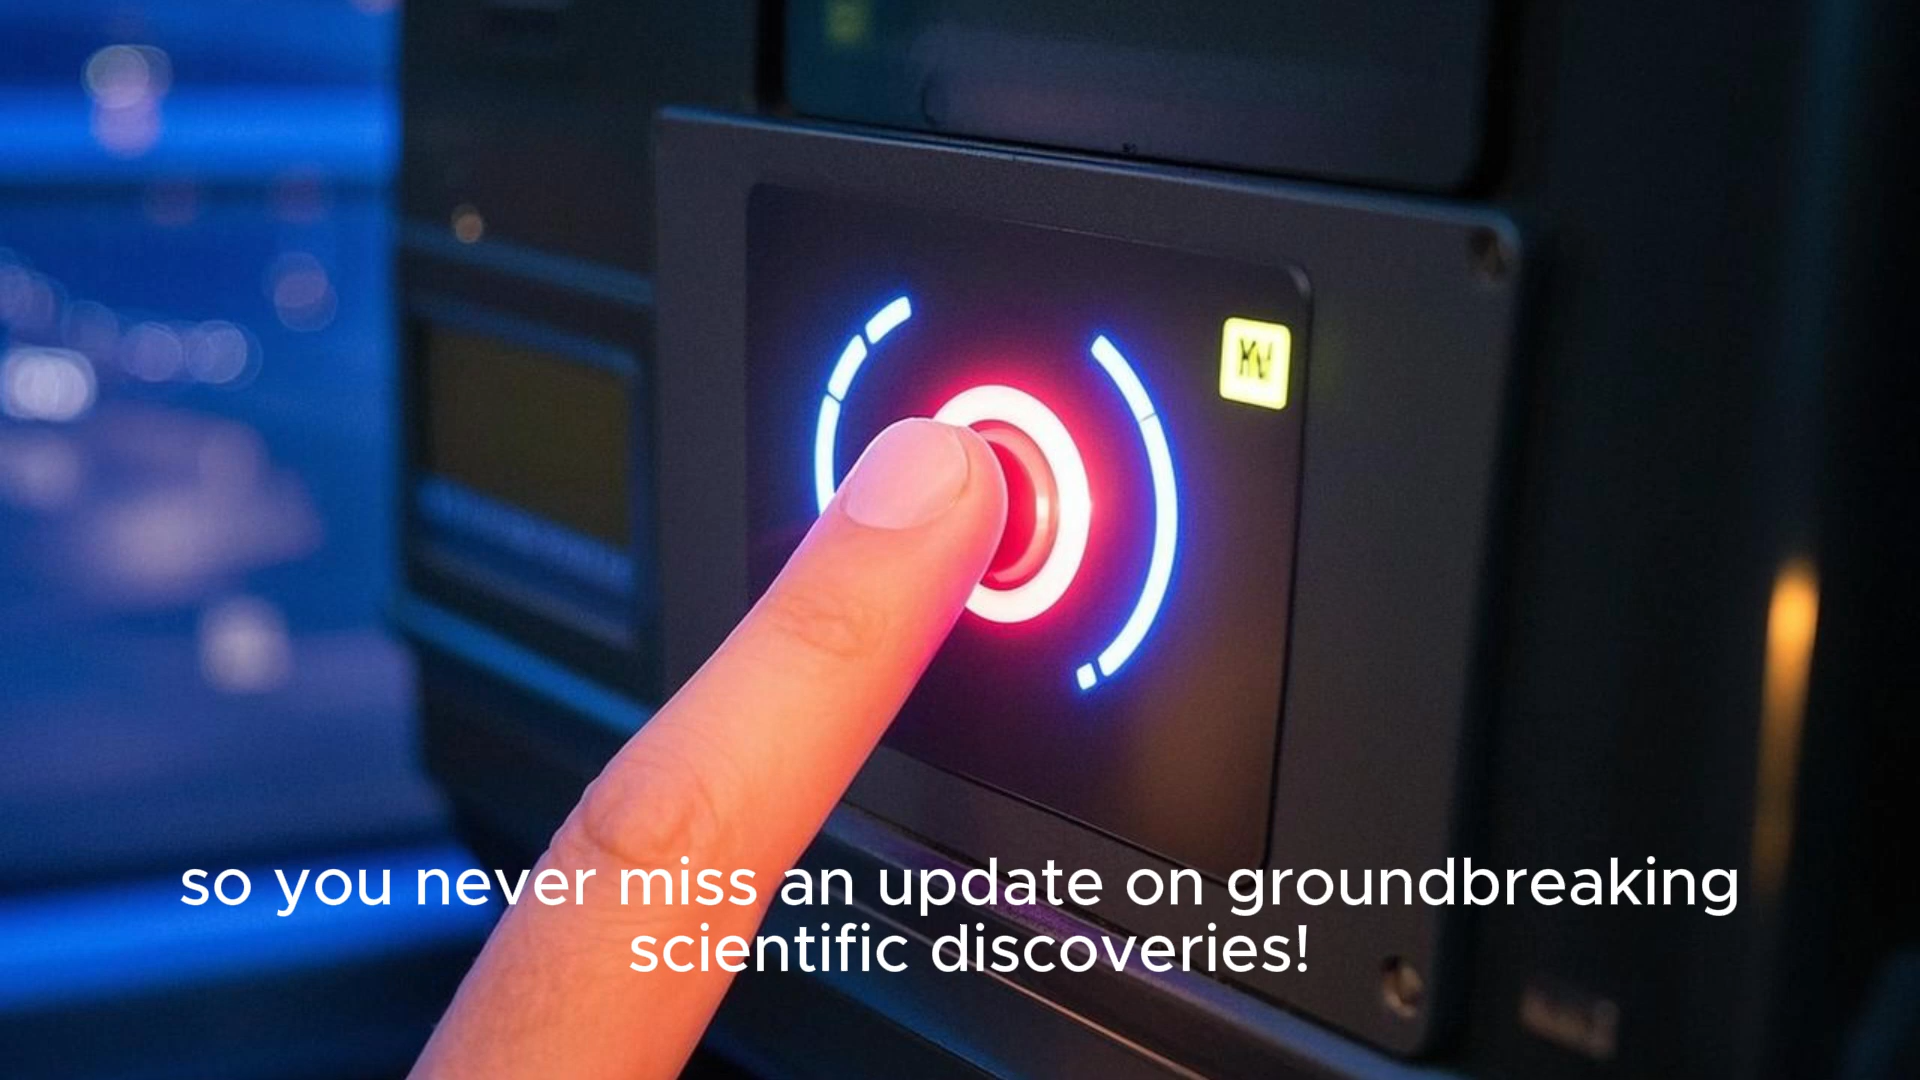 so you never miss an update on groundbreaking
scientific discoveries!